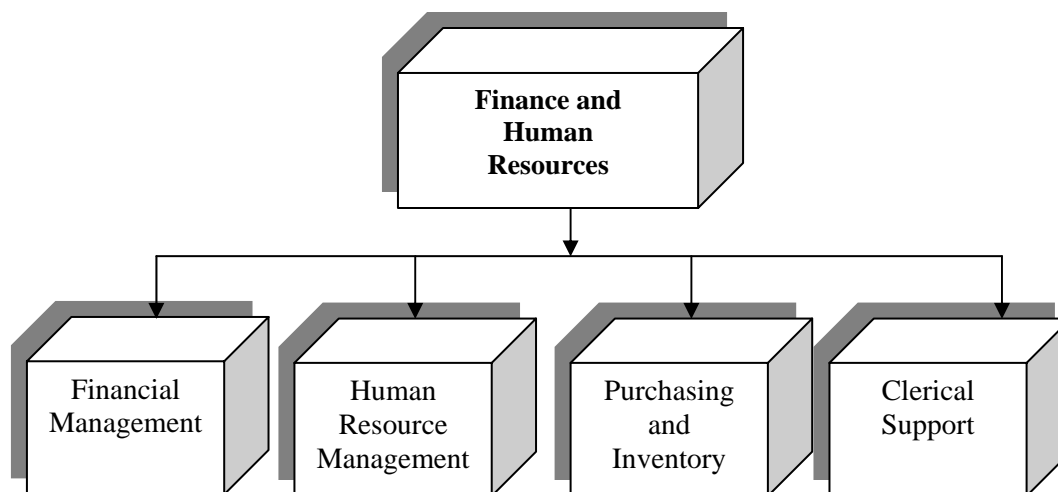 Finance and
Human
Resources
Financial
Management
Human
Resource
Management
Purchasing
and
Inventory
Clerical
Support